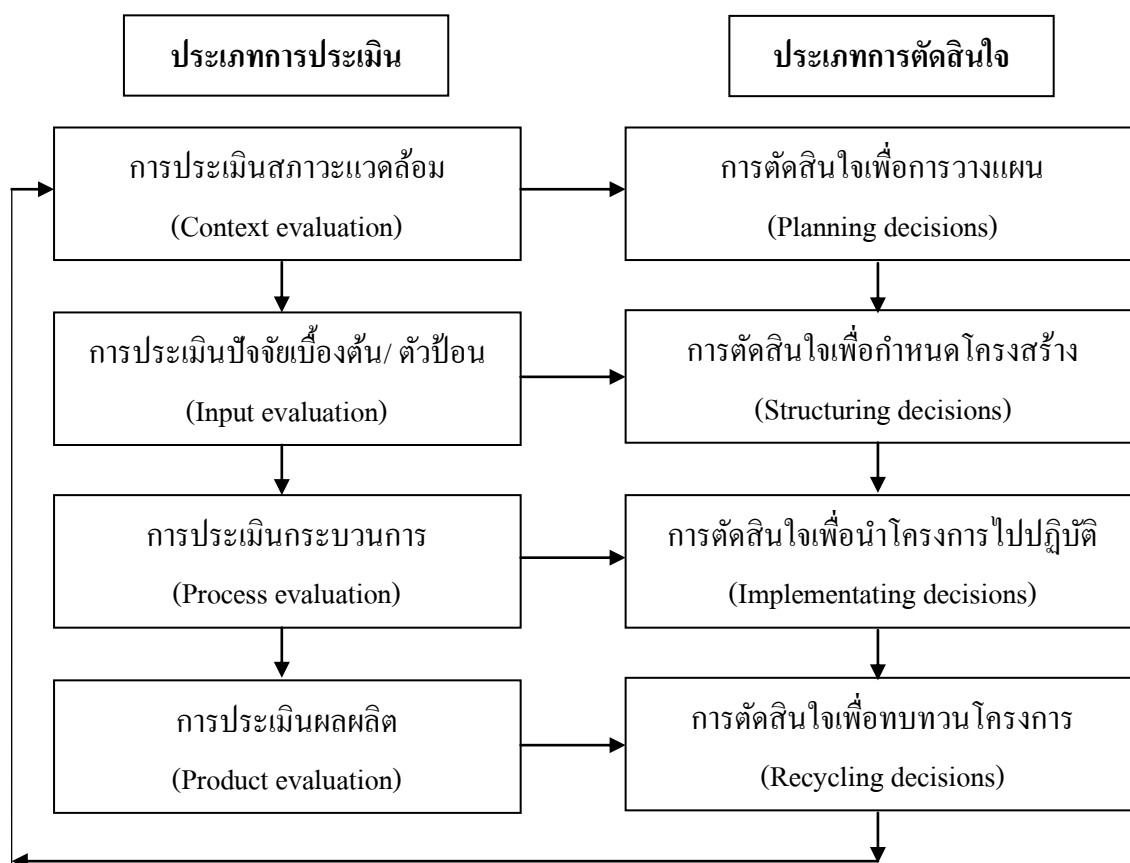 ประเภทการประเมิน
ประเภทการตัดสินใจ
การประเมินสภาวะแวดล้อม
(Context evaluation)
การตัดสินใจเพื่อการวางแผน
(Planning decisions)
การประเมินปัจจัยเบื้องต้น/ ตัวป้อน
(Input evaluation)
การตัดสินใจเพื่อกำหนดโครงสร้าง
(Structuring decisions)
การประเมินกระบวนการ
(Process evaluation)
การตัดสินใจเพื่อนำโครงการไปปฏิบัติ
(Implementating decisions)
การประเมินผลผลิต
(Product evaluation)
การตัดสินใจเพื่อทบทวนโครงการ
(Recycling decisions)